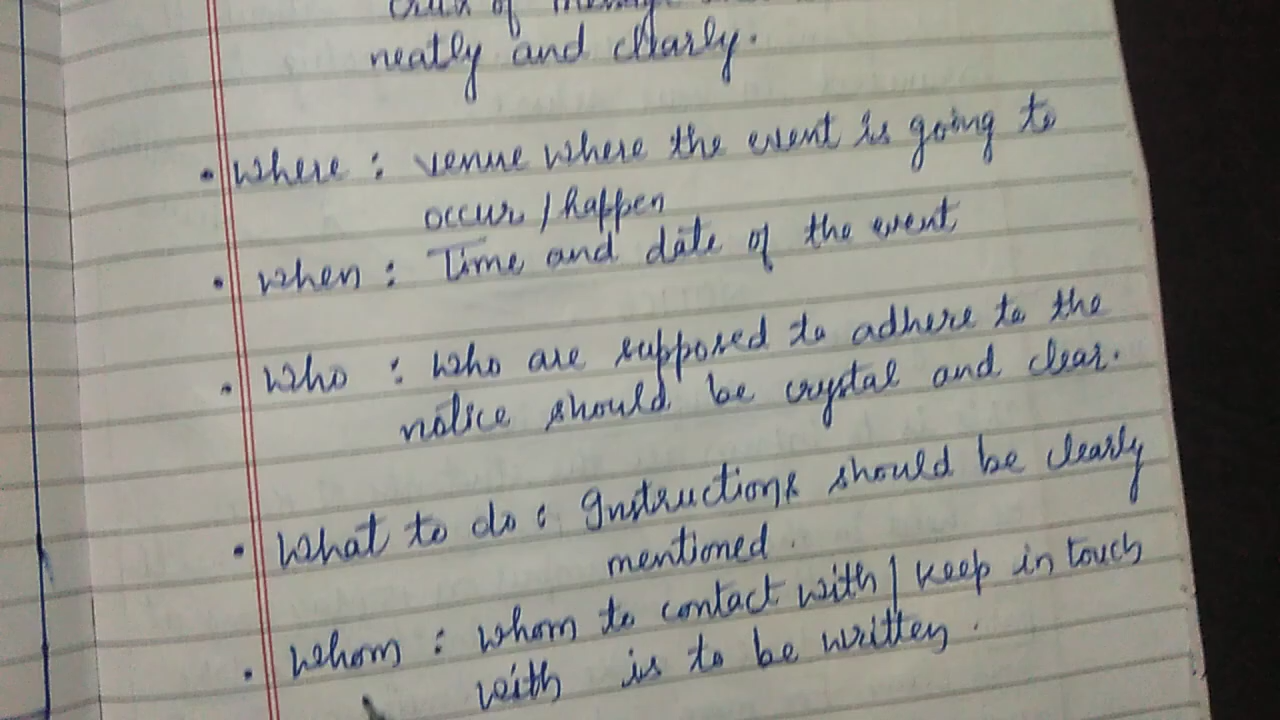 of
neatly and clearly.
• where : venue where the event is going to
occur / happen
• when : Time and date of the event
• who : who are supposed to adhere to the
notice should be crystal and clear.
• what to do : Instructions should be clearly
mentioned.
• whom : whom to contact with / keep in touch
with is to be written.